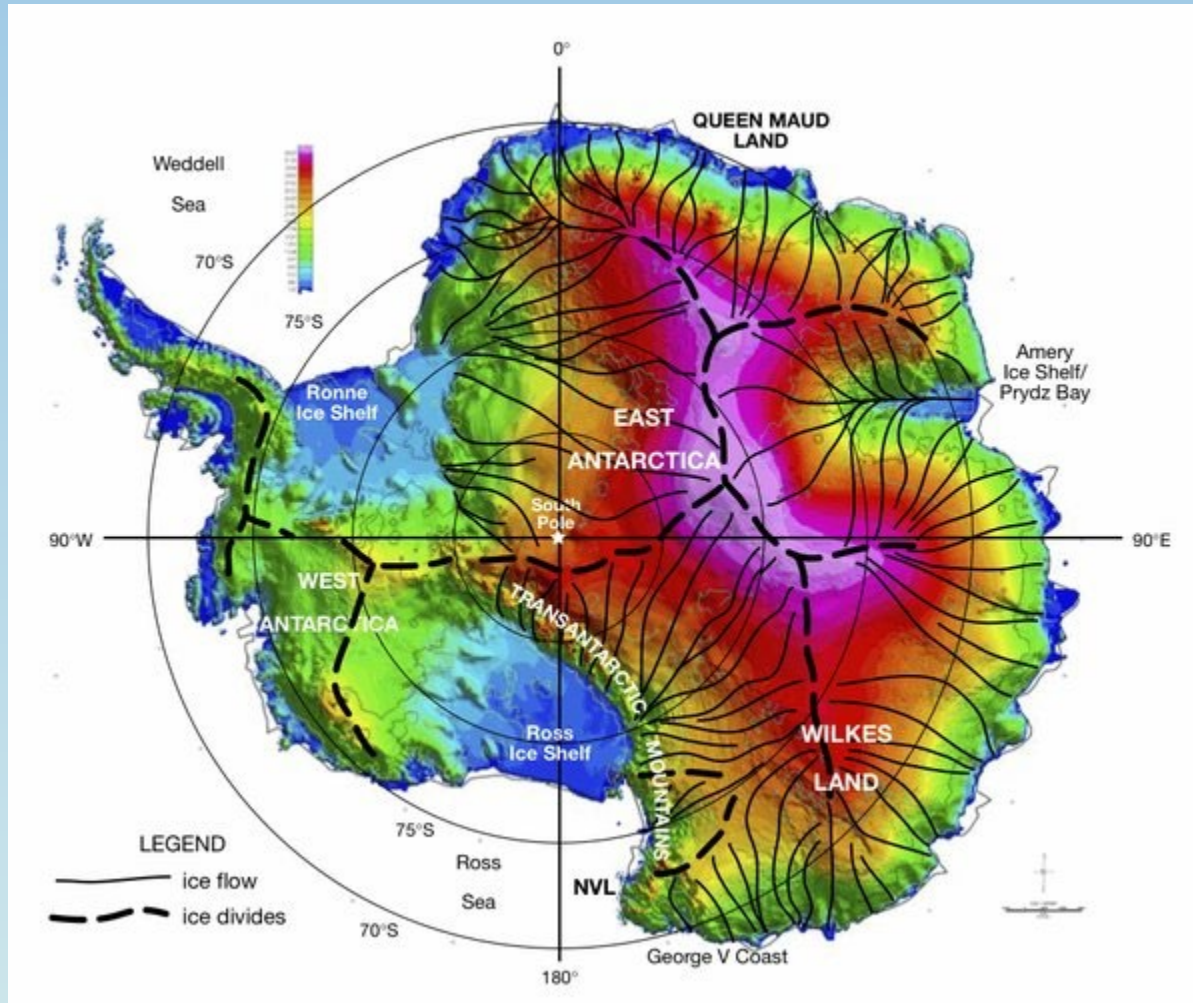 0°
QUEEN MAUD
LAND
Weddell
Sea
70°S
75°S
Amery
Ice Shelf/
Prydz Bay
Ronne
Ice Shelf
EAST
ANTARCTICA
South
Pole
90°W
90°E
WEST
ANTARCTICA
TRANSANTARCTIC
MOUNTAINS
Ross
Ice Shelf
WILKES
LAND
75°S
LEGEND
ice flow
ice divides
Ross
Sea
NVL
70°S
George V Coast
180°